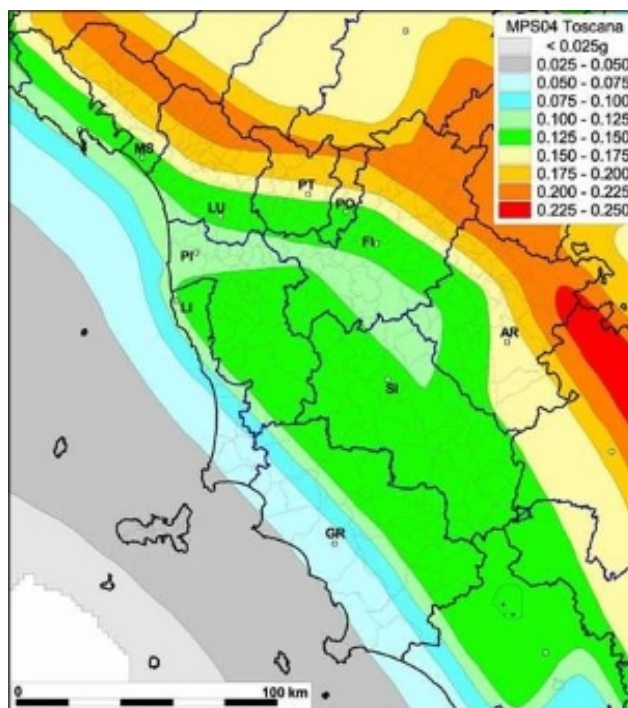 MPS04 Toscana
< 0.025g
0.025 - 0.050
0.050 - 0.075
0.075 - 0.100
0.100 - 0.125
0.125 - 0.150
0.150 - 0.175
0.175 - 0.200
0.200 - 0.225
0.225 - 0.250
MS
PT
PO
LU
FI
PI
LI
AR
SI
GR
0 100 km